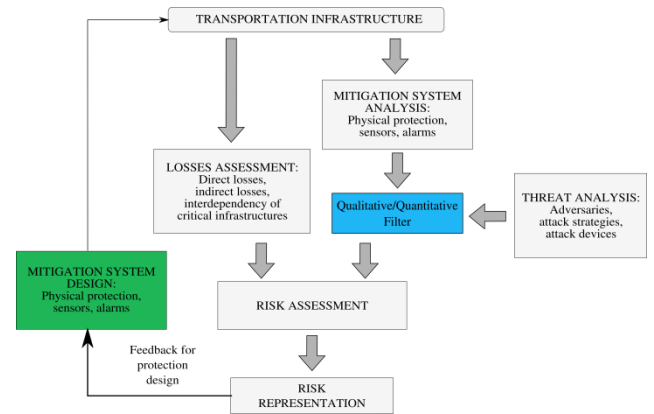 TRANSPORTATION INFRASTRUCTURE
MITIGATION SYSTEM
ANALYSIS:
Physical protection,
sensors, alarms
LOSSES ASSESSMENT:
Direct losses,
indirect losses,
interdependency of
critical infrastructures
Qualitative/Quantitative
Filter
THREAT ANALYSIS:
Adversaries,
attack strategies,
attack devices
MITIGATION SYSTEM
DESIGN:
Physical protection,
sensors, alarms
RISK ASSESSMENT
Feedback for
protection
design
RISK
REPRESENTATION